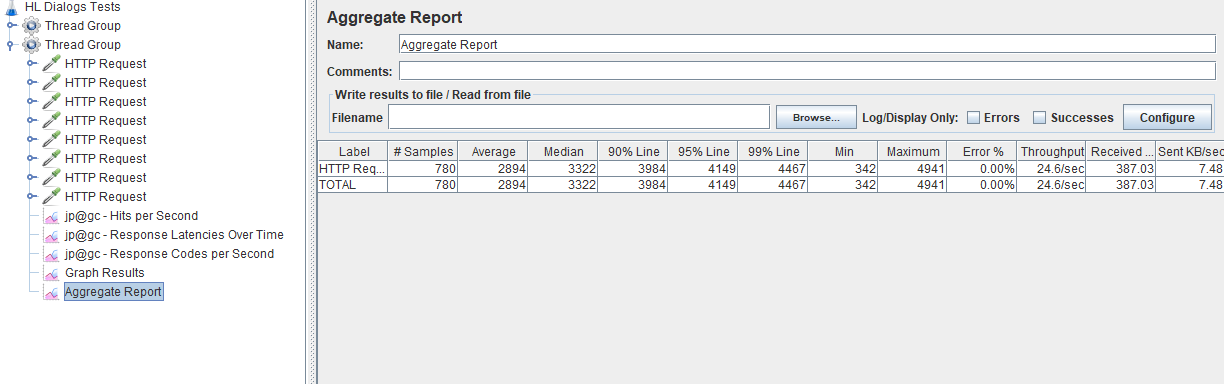 HL Dialogs Tests
Thread Group
Thread Group
HTTP Request
HTTP Request
HTTP Request
HTTP Request
HTTP Request
HTTP Request
HTTP Request
HTTP Request
jp@gc - Hits per Second
jp@gc - Response Latencies Over Time
jp@gc - Response Codes per Second
Graph Results
Aggregate Report
Aggregate Report
Name: Aggregate Report
Comments:
Write results to file / Read from file
Filename Browse... Log/Display Only: Errors Successes Configure
Label # Samples Average Median 90% Line 95% Line 99% Line Min Maximum Error % Throughput Received ... Sent KB/sec
HTTP Req... 780 2894 3322 3984 4149 4467 342 4941 0.00% 24.6/sec 387.03 7.48
TOTAL 780 2894 3322 3984 4149 4467 342 4941 0.00% 24.6/sec 387.03 7.48